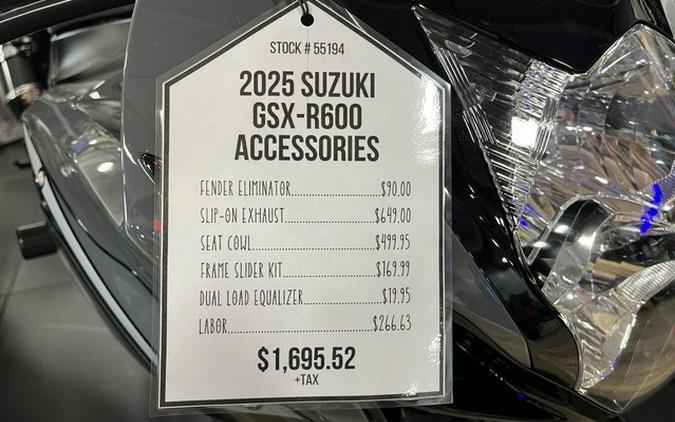 STOCK # 55194
2025 SUZUKI
GSX-R600
ACCESSORIES
FENDER ELIMINATOR..............................$90.00
SLIP-ON EXHAUST..............................$649.00
SEAT COWL..............................$499.95
FRAME SLIDER KIT..............................$169.99
DUAL LOAD EQUALIZER..............................$19.95
LABOR..............................$266.63
$1,695.52
+TAX